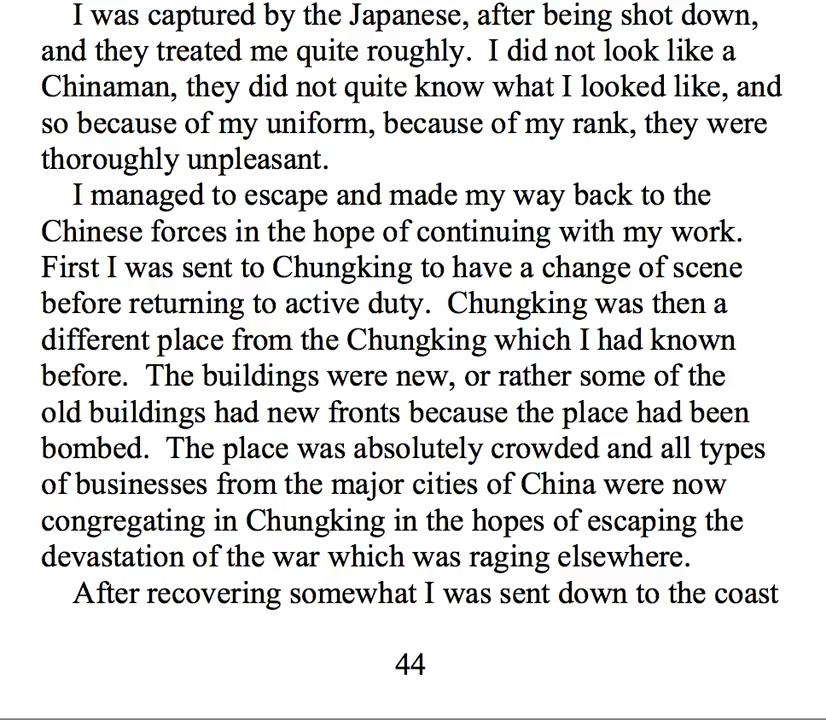 I was captured by the Japanese, after being shot down,
and they treated me quite roughly.  I did not look like a
Chinaman, they did not quite know what I looked like, and
so because of my uniform, because of my rank, they were
thoroughly unpleasant.
I managed to escape and made my way back to the
Chinese forces in the hope of continuing with my work.
First I was sent to Chungking to have a change of scene
before returning to active duty.  Chungking was then a
different place from the Chungking which I had known
before.  The buildings were new, or rather some of the
old buildings had new fronts because the place had been
bombed.  The place was absolutely crowded and all types
of businesses from the major cities of China were now
congregating in Chungking in the hopes of escaping the
devastation of the war which was raging elsewhere.
After recovering somewhat I was sent down to the coast
44